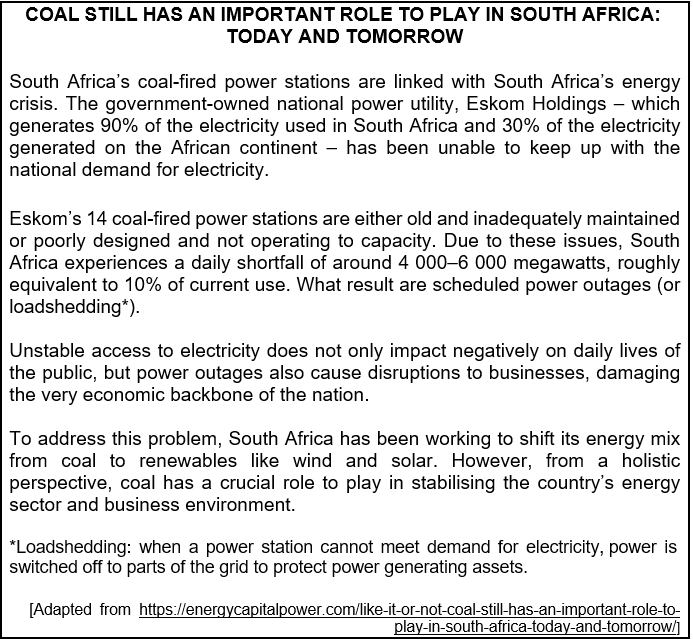 COAL STILL HAS AN IMPORTANT ROLE TO PLAY IN SOUTH AFRICA:
TODAY AND TOMORROW
South Africa’s coal-fired power stations are linked with South Africa’s energy
crisis. The government-owned national power utility, Eskom Holdings – which
generates 90% of the electricity used in South Africa and 30% of the electricity
generated on the African continent – has been unable to keep up with the
national demand for electricity.
Eskom’s 14 coal-fired power stations are either old and inadequately maintained
or poorly designed and not operating to capacity. Due to these issues, South
Africa experiences a daily shortfall of around 4 000–6 000 megawatts, roughly
equivalent to 10% of current use. What result are scheduled power outages (or
loadshedding*).
Unstable access to electricity does not only impact negatively on daily lives of
the public, but power outages also cause disruptions to businesses, damaging
the very economic backbone of the nation.
To address this problem, South Africa has been working to shift its energy mix
from coal to renewables like wind and solar. However, from a holistic
perspective, coal has a crucial role to play in stabilising the country’s energy
sector and business environment.
*Loadshedding: when a power station cannot meet demand for electricity, power is
switched off to parts of the grid to protect power generating assets.
[Adapted from https://energycapitalpower.com/like-it-or-not-coal-still-has-an-important-role-to-
play-in-south-africa-today-and-tomorrow/]